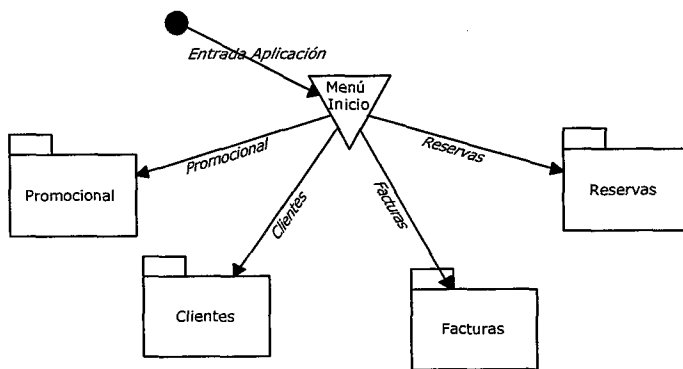 Entrada Aplicación
Menú
Inicio
Promocional
Reservas
Clientes
Facturas
Promocional
Reservas
Clientes
Facturas